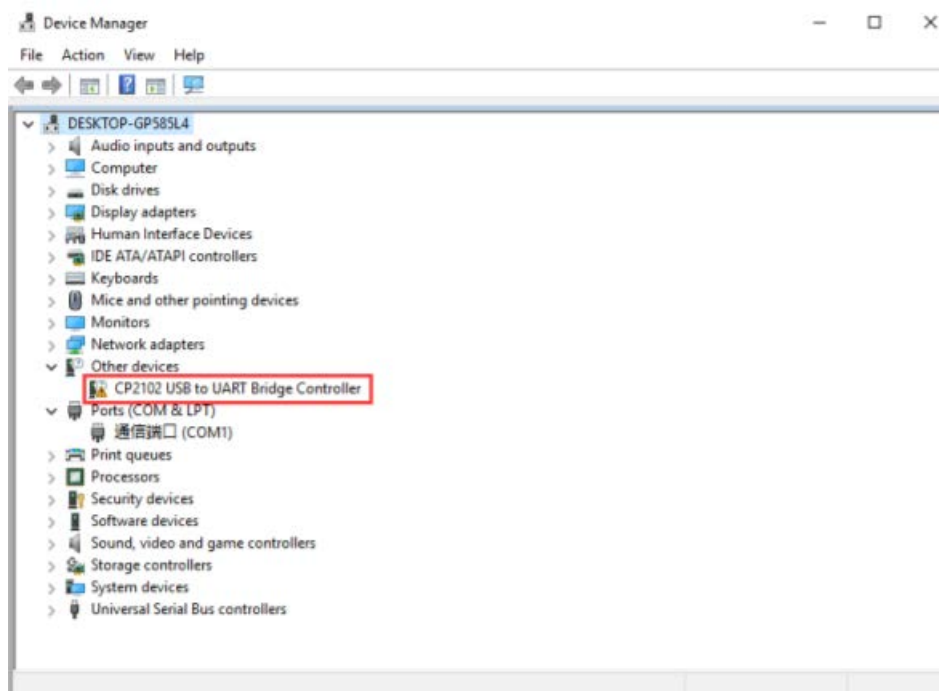 Device Manager
File Action View Help
DESKTOP-GP585L4
Audio inputs and outputs
Computer
Disk drives
Display adapters
Human Interface Devices
IDE ATA/ATAPI controllers
Keyboards
Mice and other pointing devices
Monitors
Network adapters
Other devices
CP2102 USB to UART Bridge Controller
Ports (COM & LPT)
通信端口 (COM1)
Print queues
Processors
Security devices
Software devices
Sound, video and game controllers
Storage controllers
System devices
Universal Serial Bus controllers